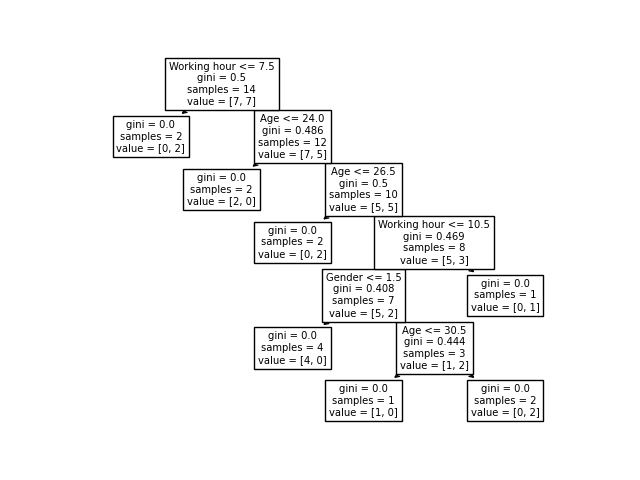 Working hour <= 7.5
gini = 0.5
samples = 14
value = [7, 7]
gini = 0.0
samples = 2
value = [0, 2]
Age <= 24.0
gini = 0.486
samples = 12
value = [7, 5]
gini = 0.0
samples = 2
value = [2, 0]
Age <= 26.5
gini = 0.5
samples = 10
value = [5, 5]
gini = 0.0
samples = 2
value = [0, 2]
Working hour <= 10.5
gini = 0.469
samples = 8
value = [5, 3]
Gender <= 1.5
gini = 0.408
samples = 7
value = [5, 2]
gini = 0.0
samples = 1
value = [0, 1]
gini = 0.0
samples = 4
value = [4, 0]
Age <= 30.5
gini = 0.444
samples = 3
value = [1, 2]
gini = 0.0
samples = 1
value = [1, 0]
gini = 0.0
samples = 2
value = [0, 2]